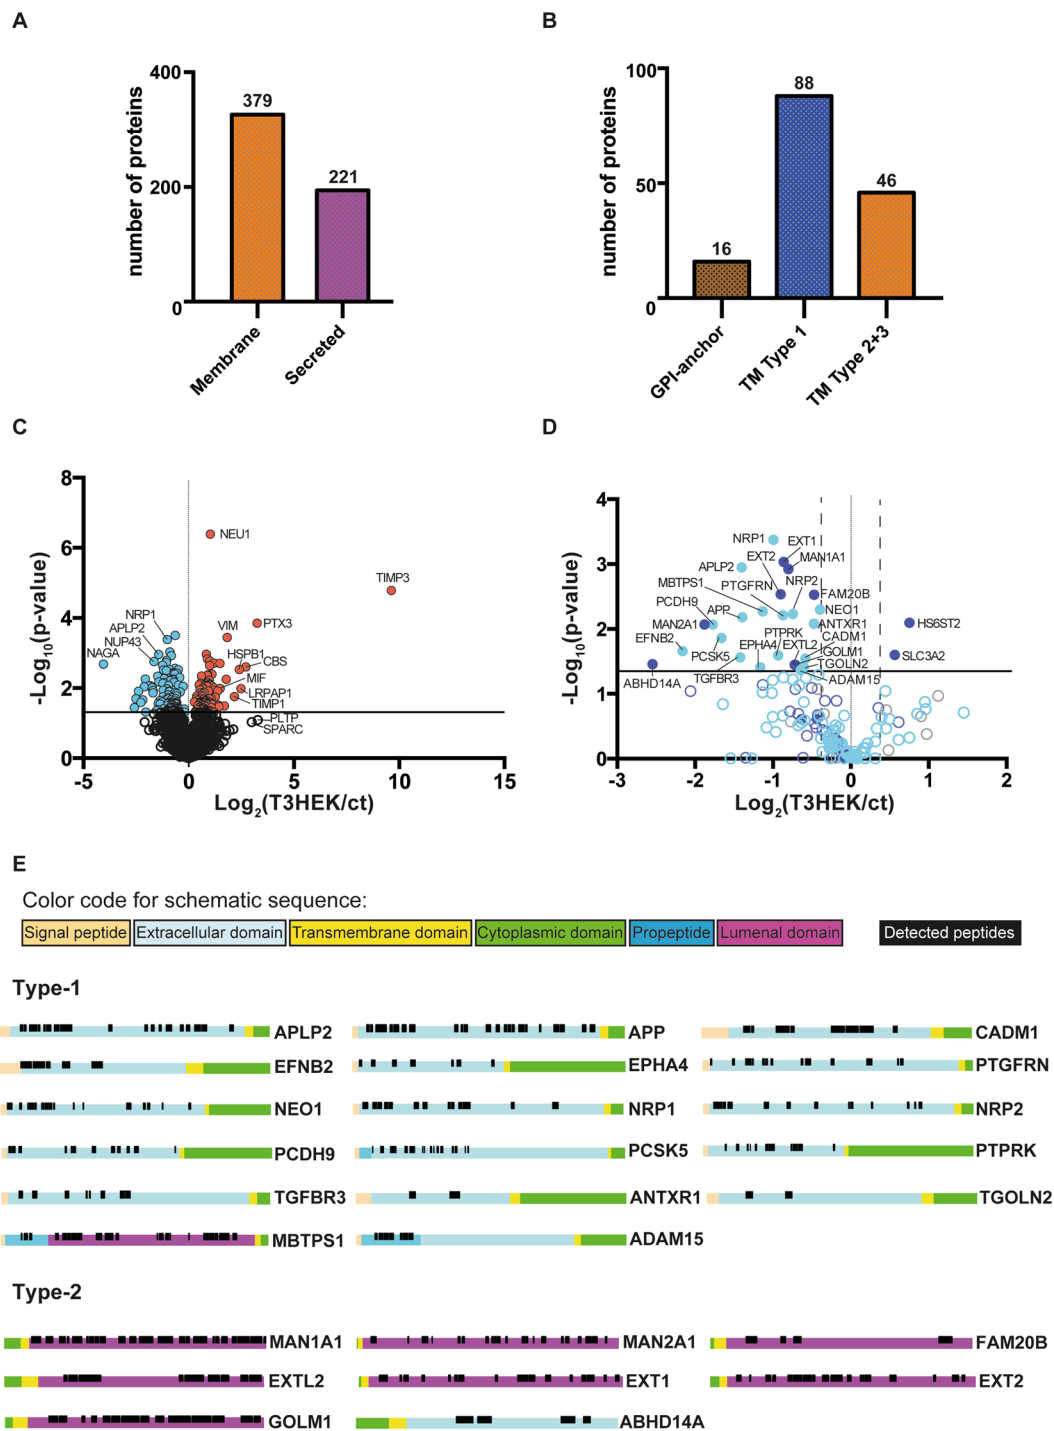 A
B
number of proteins
400
200
0
379
221
Membrane
Secreted
number of proteins
100
50
0
16
88
46
GPI-anchor
TM Type 1
TM Type 2+3
C
D
-Log10(p-value)
8
6
4
2
0
-5
0
5
10
15
Log2(T3HEK/ct)
NEU1
TIMP3
PTX3
VIM
HSPB1
CBS
MIF
LRPAP1
TIMP1
PLTP
SPARC
NRP1
APLP2
NUP43
NAGA
-Log10(p-value)
4
3
2
1
0
-3
-2
-1
0
1
2
Log2(T3HEK/ct)
NRP1
EXT1
EXT2
MAN1A1
APLP2
MBTPS1
PTGFRN
NRP2
FAM20B
PCDH9
APP
NEO1
MAN2A1
ANTXR1
HS6ST2
EFNB2
PTPRK
CADM1
EPHA4
EXTL2
GOLM1
SLC3A2
PCSK5
TGOLN2
ABHD14A
TGFBR3
ADAM15
E
Color code for schematic sequence:
Signal peptide Extracellular domain Transmembrane domain Cytoplasmic domain Propeptide Lumenal domain Detected peptides
Type-1
APLP2 APP CADM1
EFNB2 EPHA4 PTGFRN
NEO1 NRP1 NRP2
PCDH9 PCSK5 PTPRK
TGFBR3 ANTXR1 TGOLN2
MBTPS1 ADAM15
Type-2
MAN1A1 MAN2A1 FAM20B
EXTL2 EXT1 EXT2
GOLM1 ABHD14A